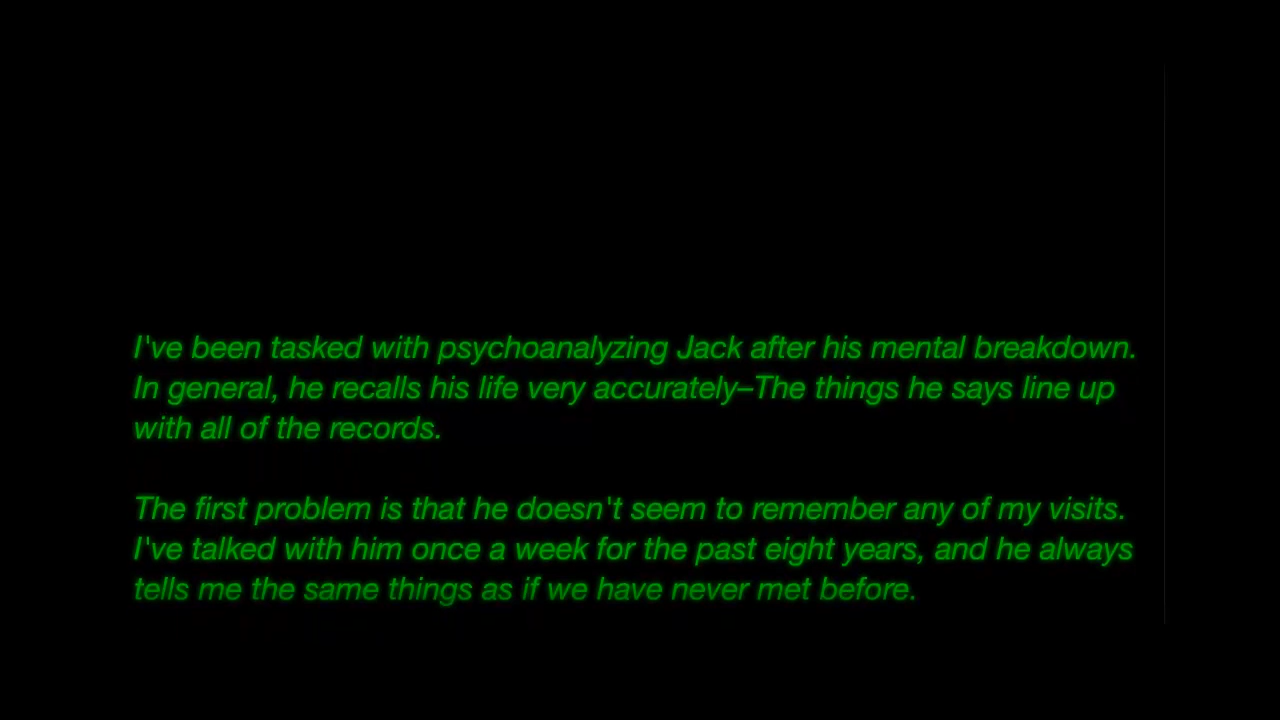 I've been tasked with psychoanalyzing Jack after his mental breakdown.
In general, he recalls his life very accurately–The things he says line up
with all of the records.
The first problem is that he doesn't seem to remember any of my visits.
I've talked with him once a week for the past eight years, and he always
tells me the same things as if we have never met before.